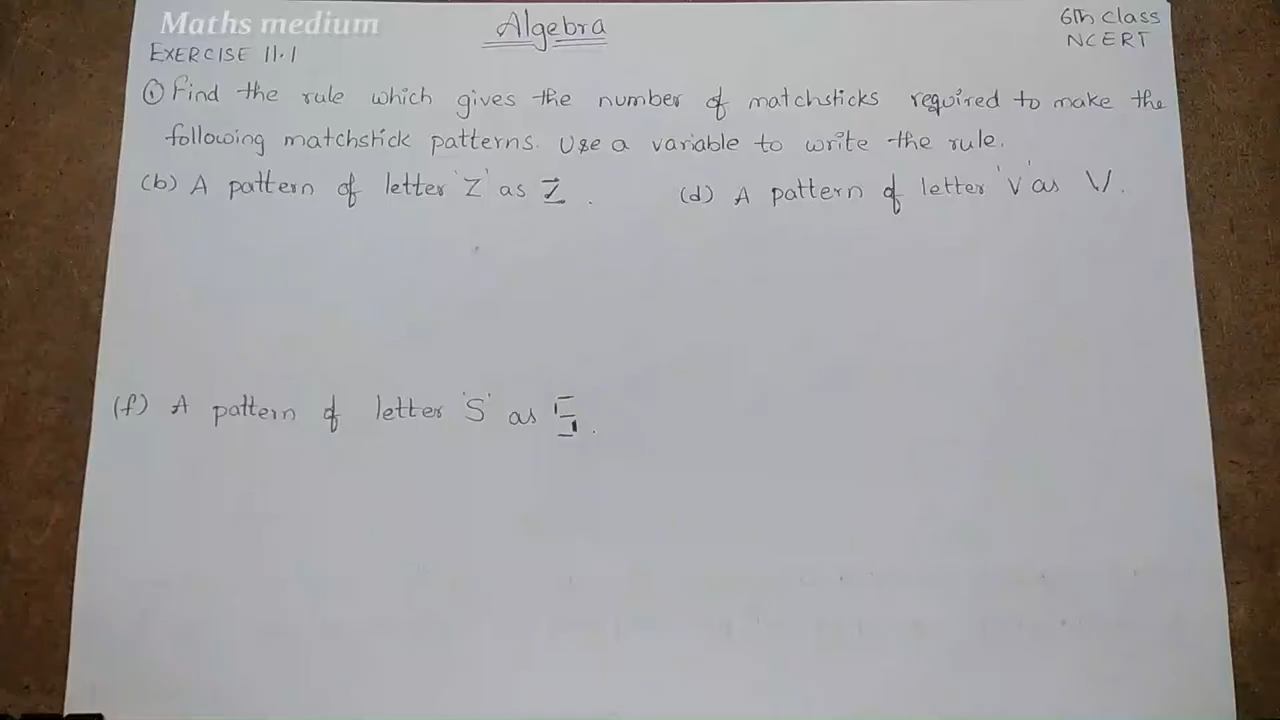 Maths medium
Algebra
6th class
NCERT
EXERCISE 11.1
① Find the rule which gives the number of matchsticks required to make the
following matchstick patterns. Use a variable to write the rule.
(b) A pattern of letter 'Z' as Z.
(d) A pattern of letter 'V' as V.
(f) A pattern of letter 'S' as S.